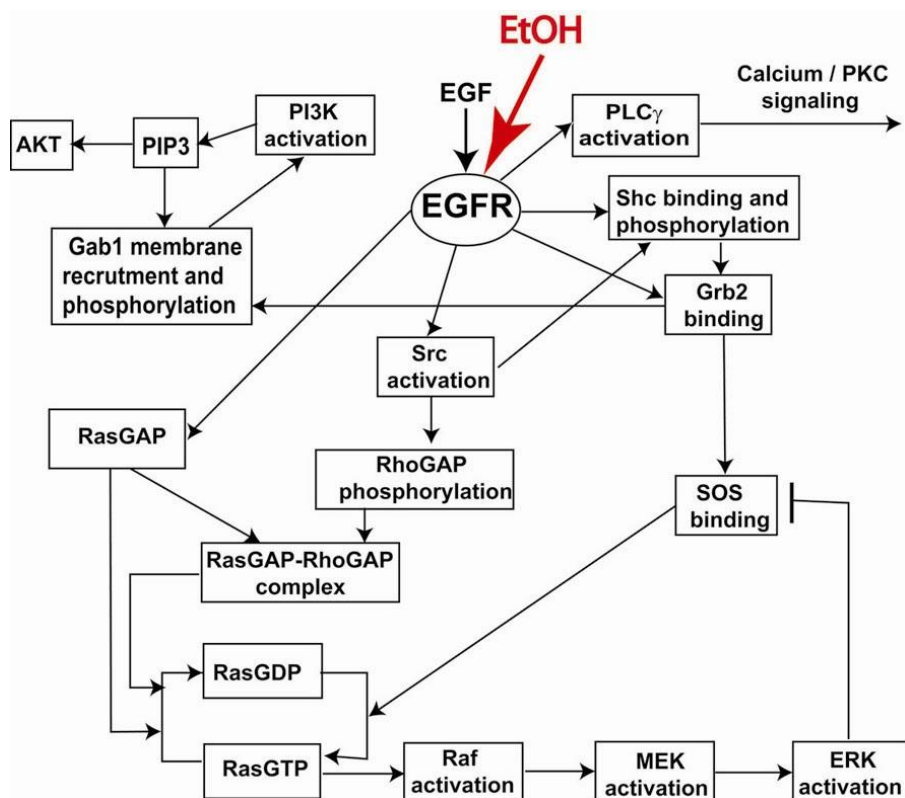 EtOH
EGF
Calcium / PKC
signaling
PI3K
activation
PLCγ
activation
AKT
PIP3
EGFR
Shc binding and
phosphorylation
Gab1 membrane
recrutment and
phosphorylation
Grb2
binding
Src
activation
RasGAP
RhoGAP
phosphorylation
SOS
binding
RasGAP-RhoGAP
complex
RasGDP
RasGTP
Raf
activation
MEK
activation
ERK
activation